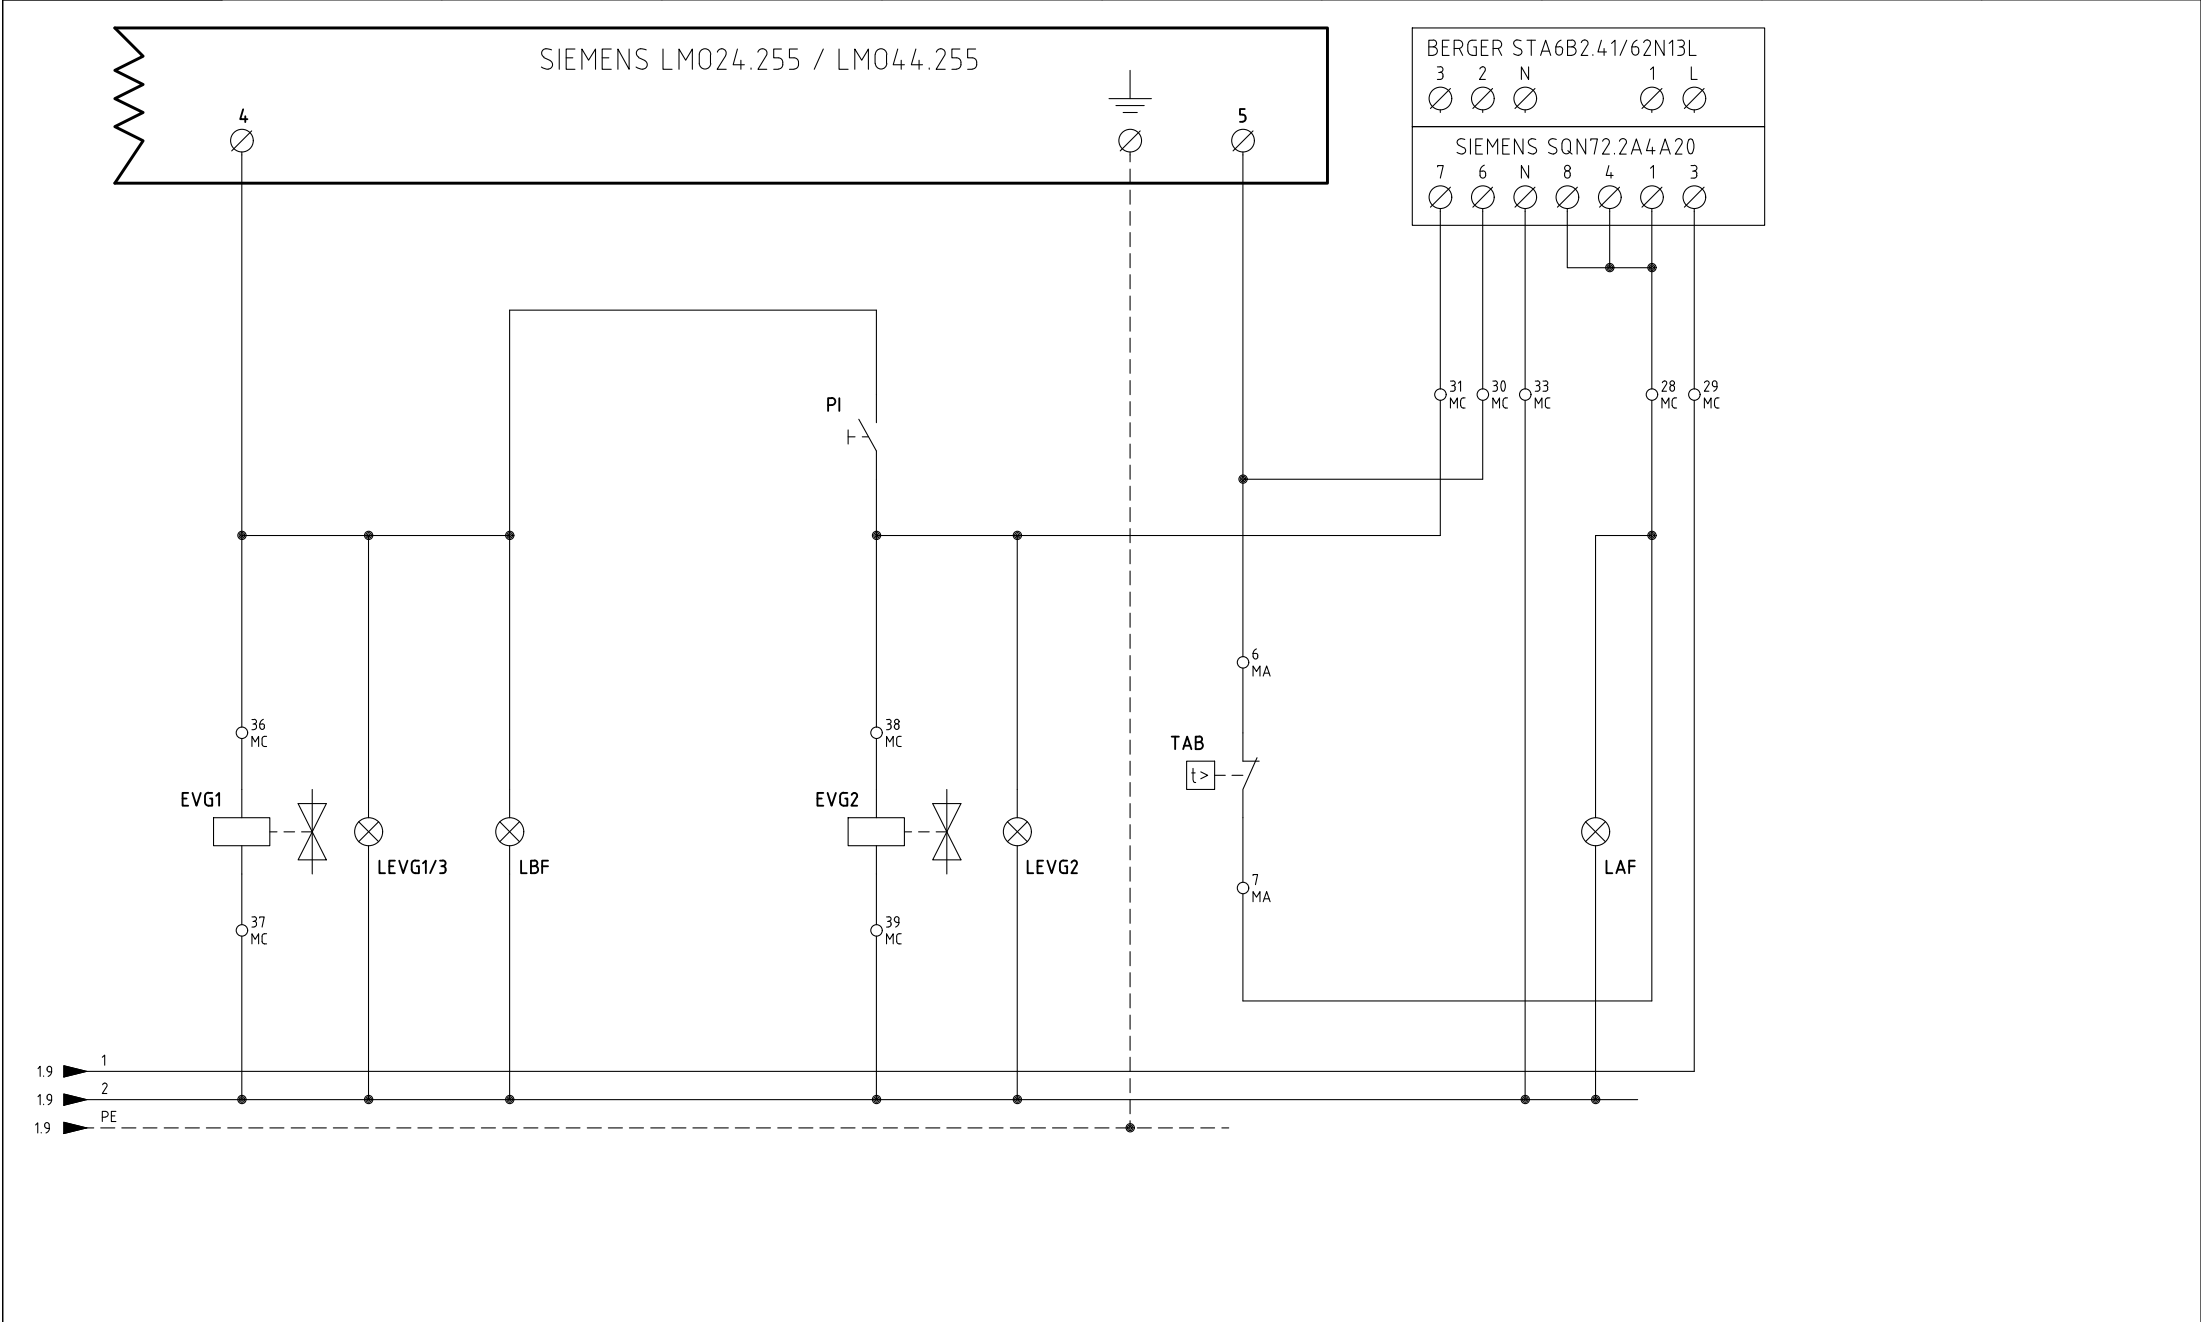 SIEMENS LMO24.255 / LMO44.255
4
5
BERGER STA6B2.41/62N13L
3 2 N 1 L
SIEMENS SQN72.2A4A20
7 6 N 8 4 1 3
31 MC
30 MC
33 MC
28 MC
29 MC
PI
6 MA
36 MC
38 MC
TAB
t>
EVG1
EVG2
LEVG1/3
LBF
LEVG2
LAF
7 MA
37 MC
39 MC
1.9 1
1.9 2
1.9 PE